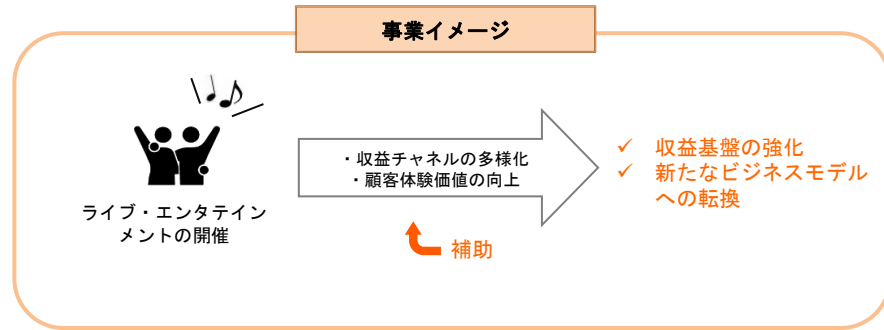 事業イメージ
ライブ・エンタテイン
メントの開催
・収益チャネルの多様化
・顧客体験価値の向上
補助
✓ 収益基盤の強化
✓ 新たなビジネスモデル
への転換